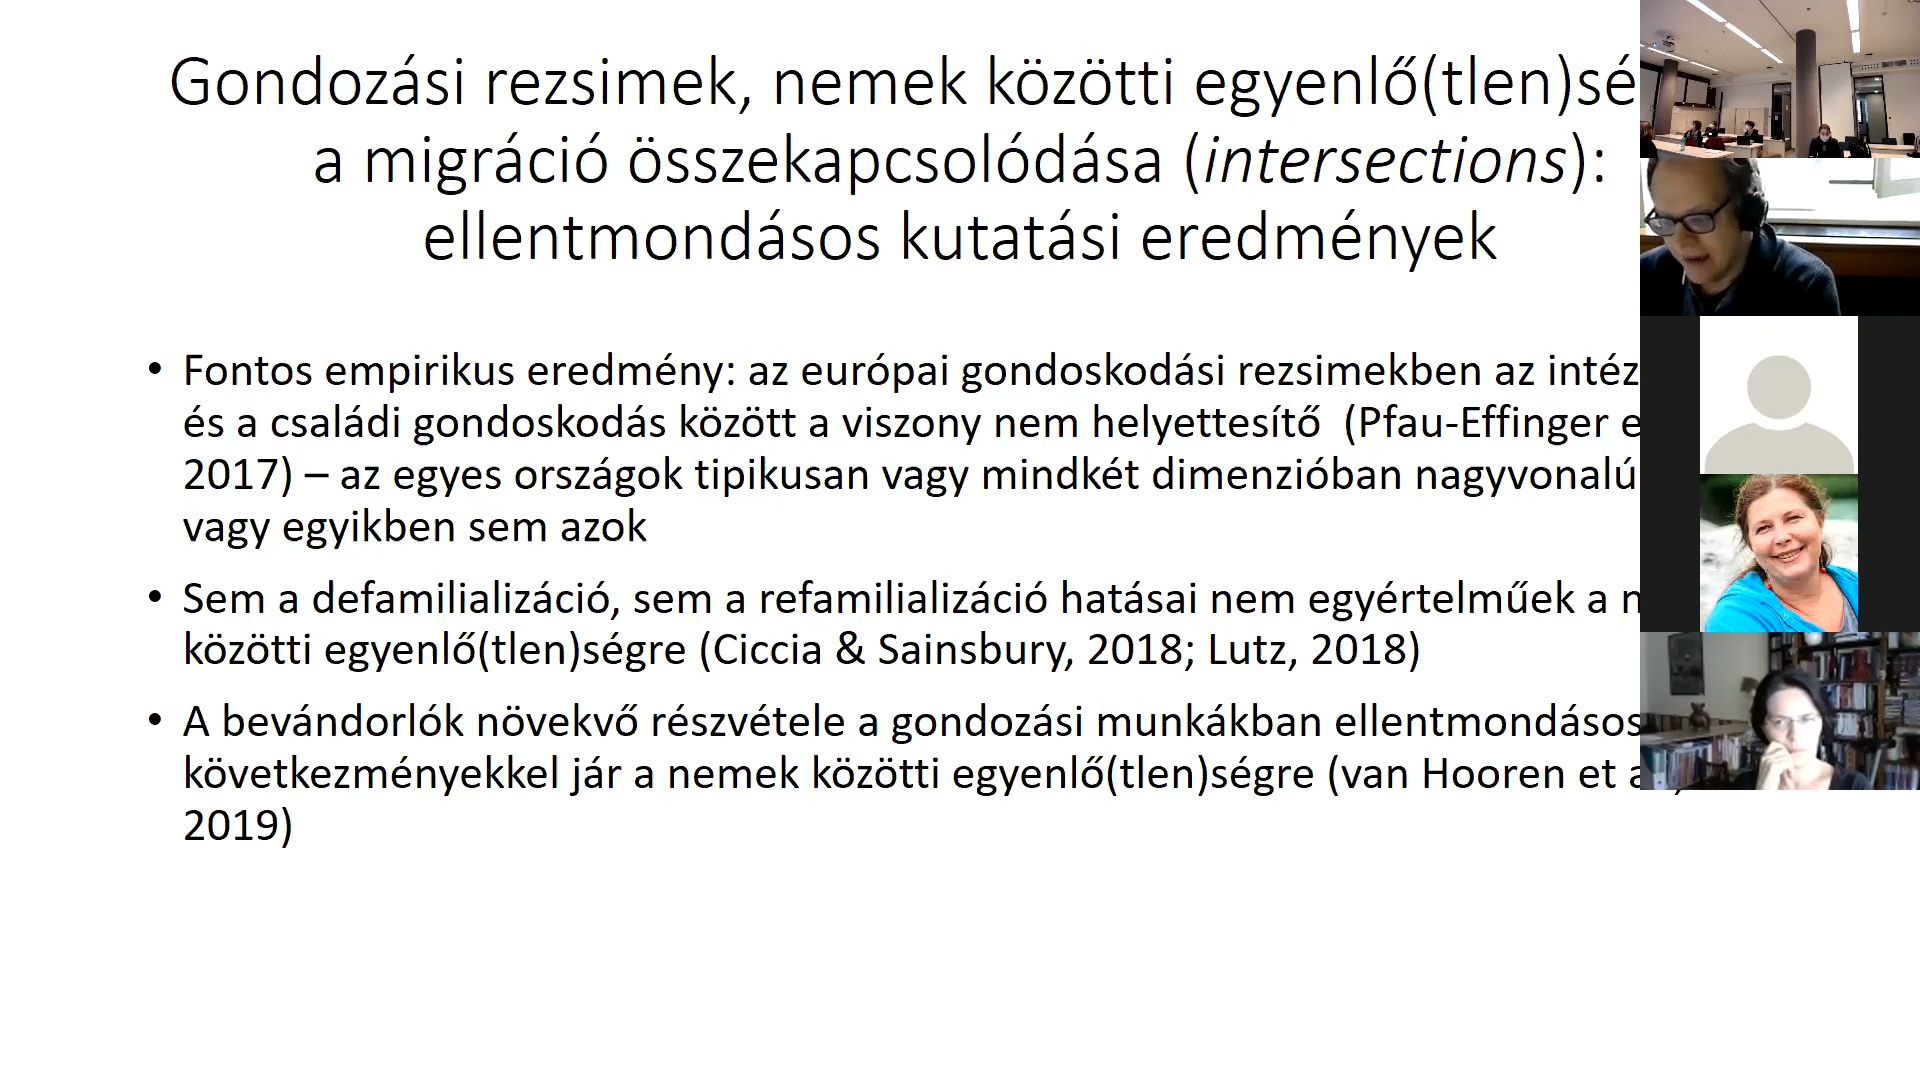 Gondozási rezsimek, nemek közötti egyenlő(tlen)sé
a migráció összekapcsolódása (intersections):
ellentmondásos kutatási eredmények
• Fontos empirikus eredmény: az európai gondoskodási rezsimekben az intéz
és a családi gondoskodás között a viszony nem helyettesítő (Pfau-Effinger e
2017) – az egyes országok tipikusan vagy mindkét dimenzióban nagyvonalú
vagy egyikben sem azok
• Sem a defamilializáció, sem a refamilializáció hatásai nem egyértelműek a
közötti egyenlő(tlen)ségre (Ciccia & Sainsbury, 2018; Lutz, 2018)
• A bevándorlók növekvő részvétele a gondozási munkákban ellentmondásos
következményekkel jár a nemek közötti egyenlő(tlen)ségre (van Hooren et
2019)